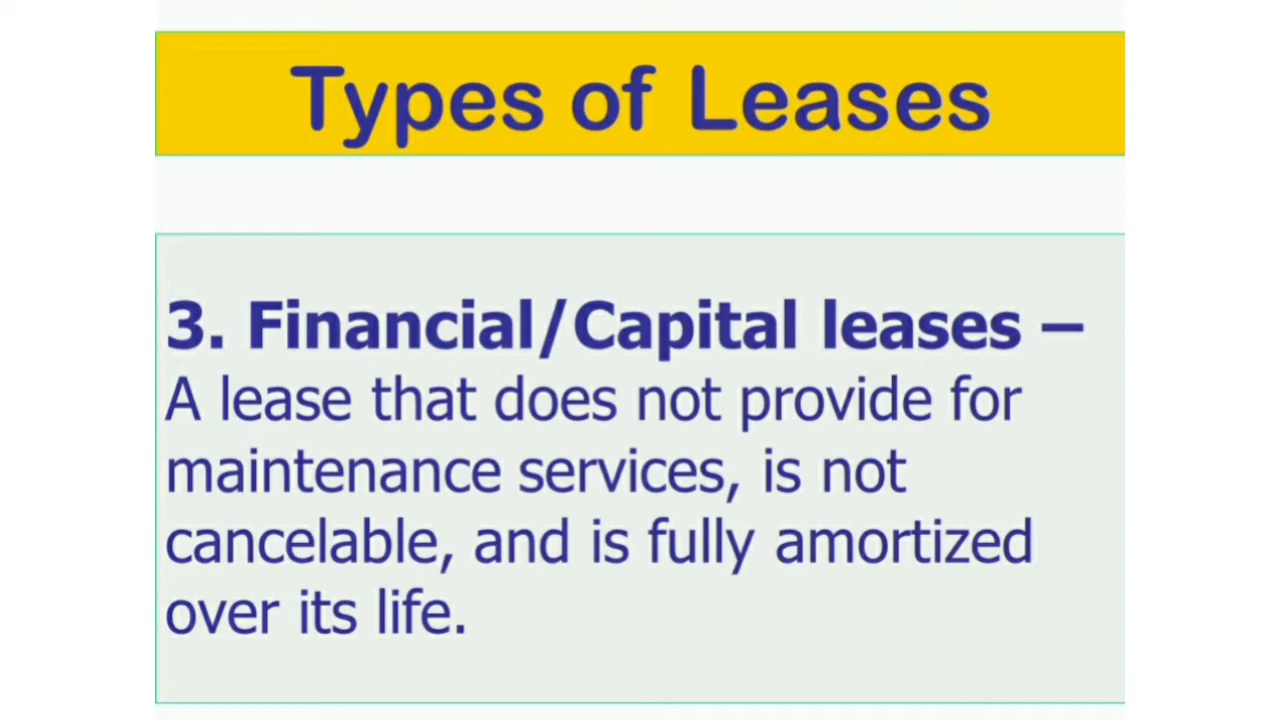 Types of Leases
3. Financial/Capital leases –
A lease that does not provide for
maintenance services, is not
cancelable, and is fully amortized
over its life.